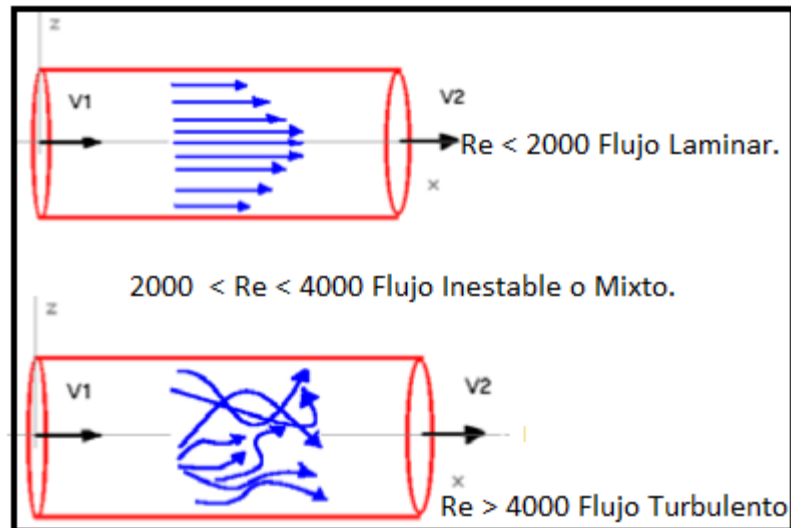 z
V1
V2
Re < 2000 Flujo Laminar.
x
2000 < Re < 4000 Flujo Inestable o Mixto.
z
V1
V2
x
Re > 4000 Flujo Turbulento